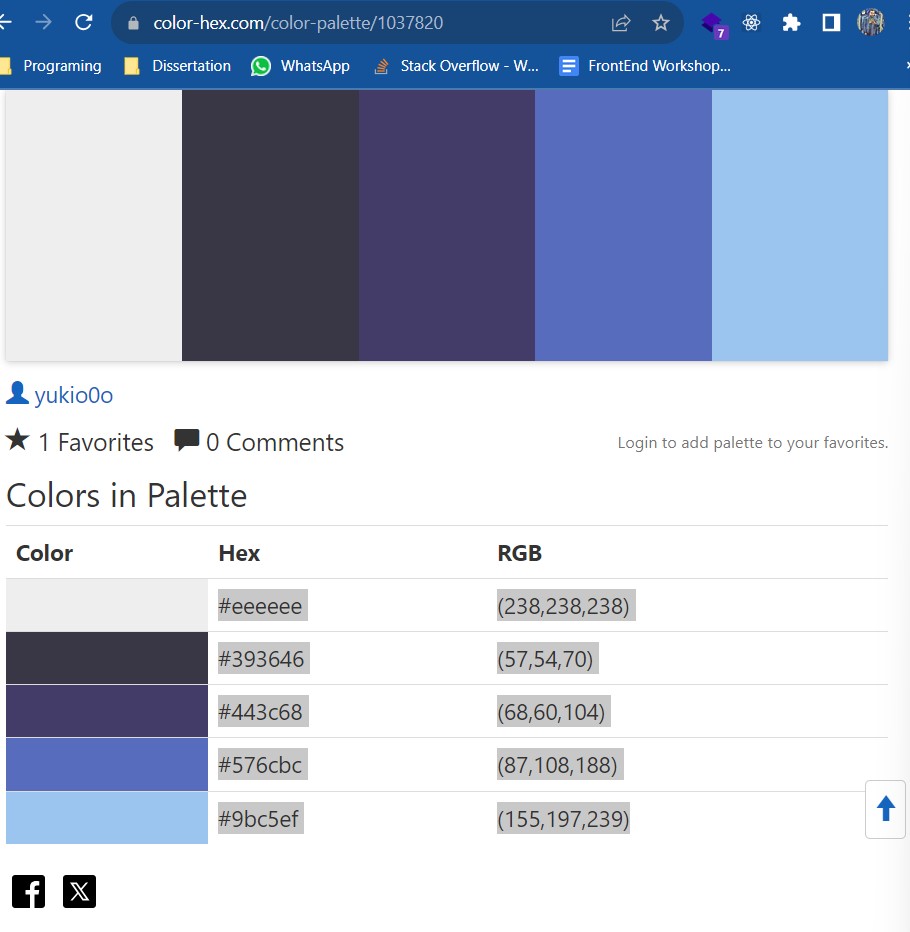 color-hex.com/color-palette/1037820
7
Programing Dissertation WhatsApp Stack Overflow - W... FrontEnd Workshop...
yukio0o
1 Favorites 0 Comments Login to add palette to your favorites.
Colors in Palette
Color Hex RGB
#eeeeee (238,238,238)
#393646 (57,54,70)
#443c68 (68,60,104)
#576cbc (87,108,188)
#9bc5ef (155,197,239)